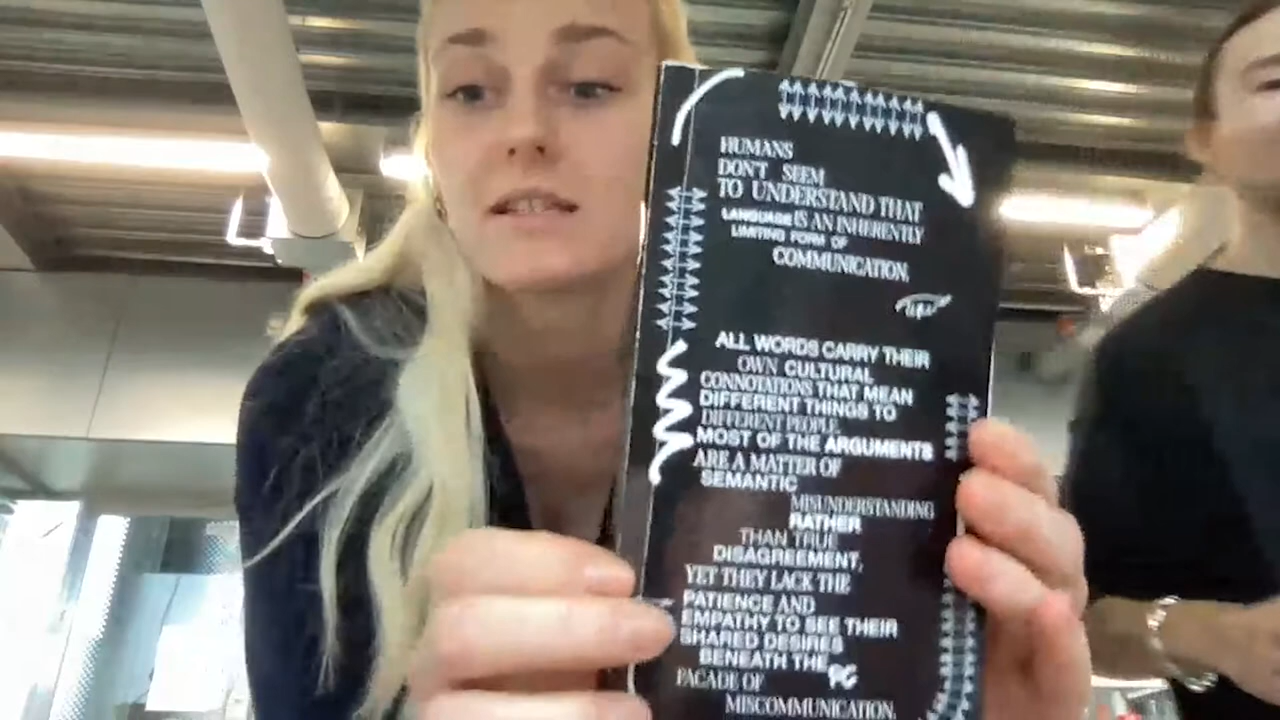 HUMANS
DON'T SEEM
TO UNDERSTAND THAT
LANGUAGE IS AN INHERENTLY
LIMITING FORM OF
COMMUNICATION.
ALL WORDS CARRY THEIR
OWN CULTURAL
CONNOTATIONS THAT MEAN
DIFFERENT THINGS TO
DIFFERENT PEOPLE.
MOST OF THE ARGUMENTS
ARE A MATTER OF
SEMANTIC
MISUNDERSTANDING
RATHER
THAN TRUE
DISAGREEMENT,
YET THEY LACK THE
PATIENCE AND
EMPATHY TO SEE THEIR
SHARED DESIRES
BENEATH THE
FACADE OF
MISCOMMUNICATION.